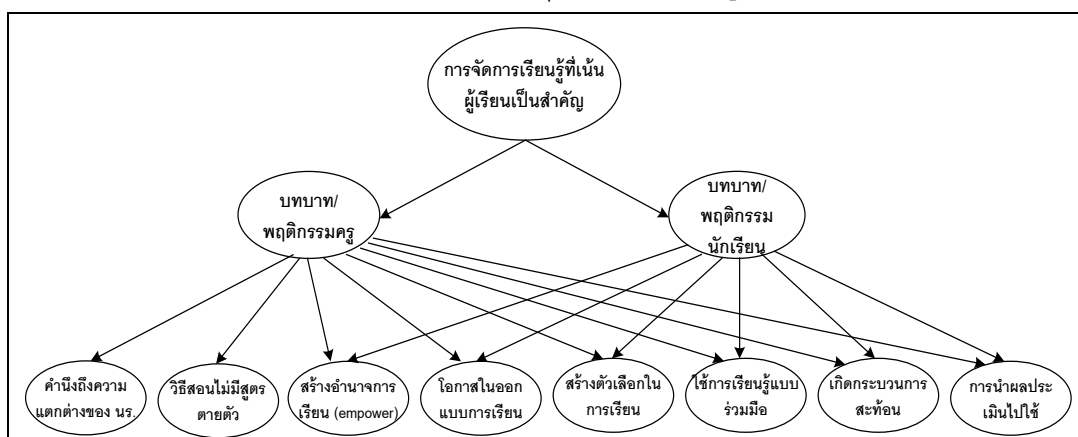 การจัดการเรียนรู้ที่เน้น
ผู้เรียนเป็นสำคัญ
บทบาท/
พฤติกรรมครู
บทบาท/
พฤติกรรม
นักเรียน
คำนึงถึงความ
แตกต่างของ นร.
วิธีสอนไม่มีสูตร
ตายตัว
สร้างอำนาจการ
เรียน (empower)
โอกาสในออก
แบบการเรียน
สร้างตัวเลือกใน
การเรียน
ใช้การเรียนรู้แบบ
ร่วมมือ
เกิดกระบวนการ
สะท้อน
การนำผลประ
เมินไปใช้